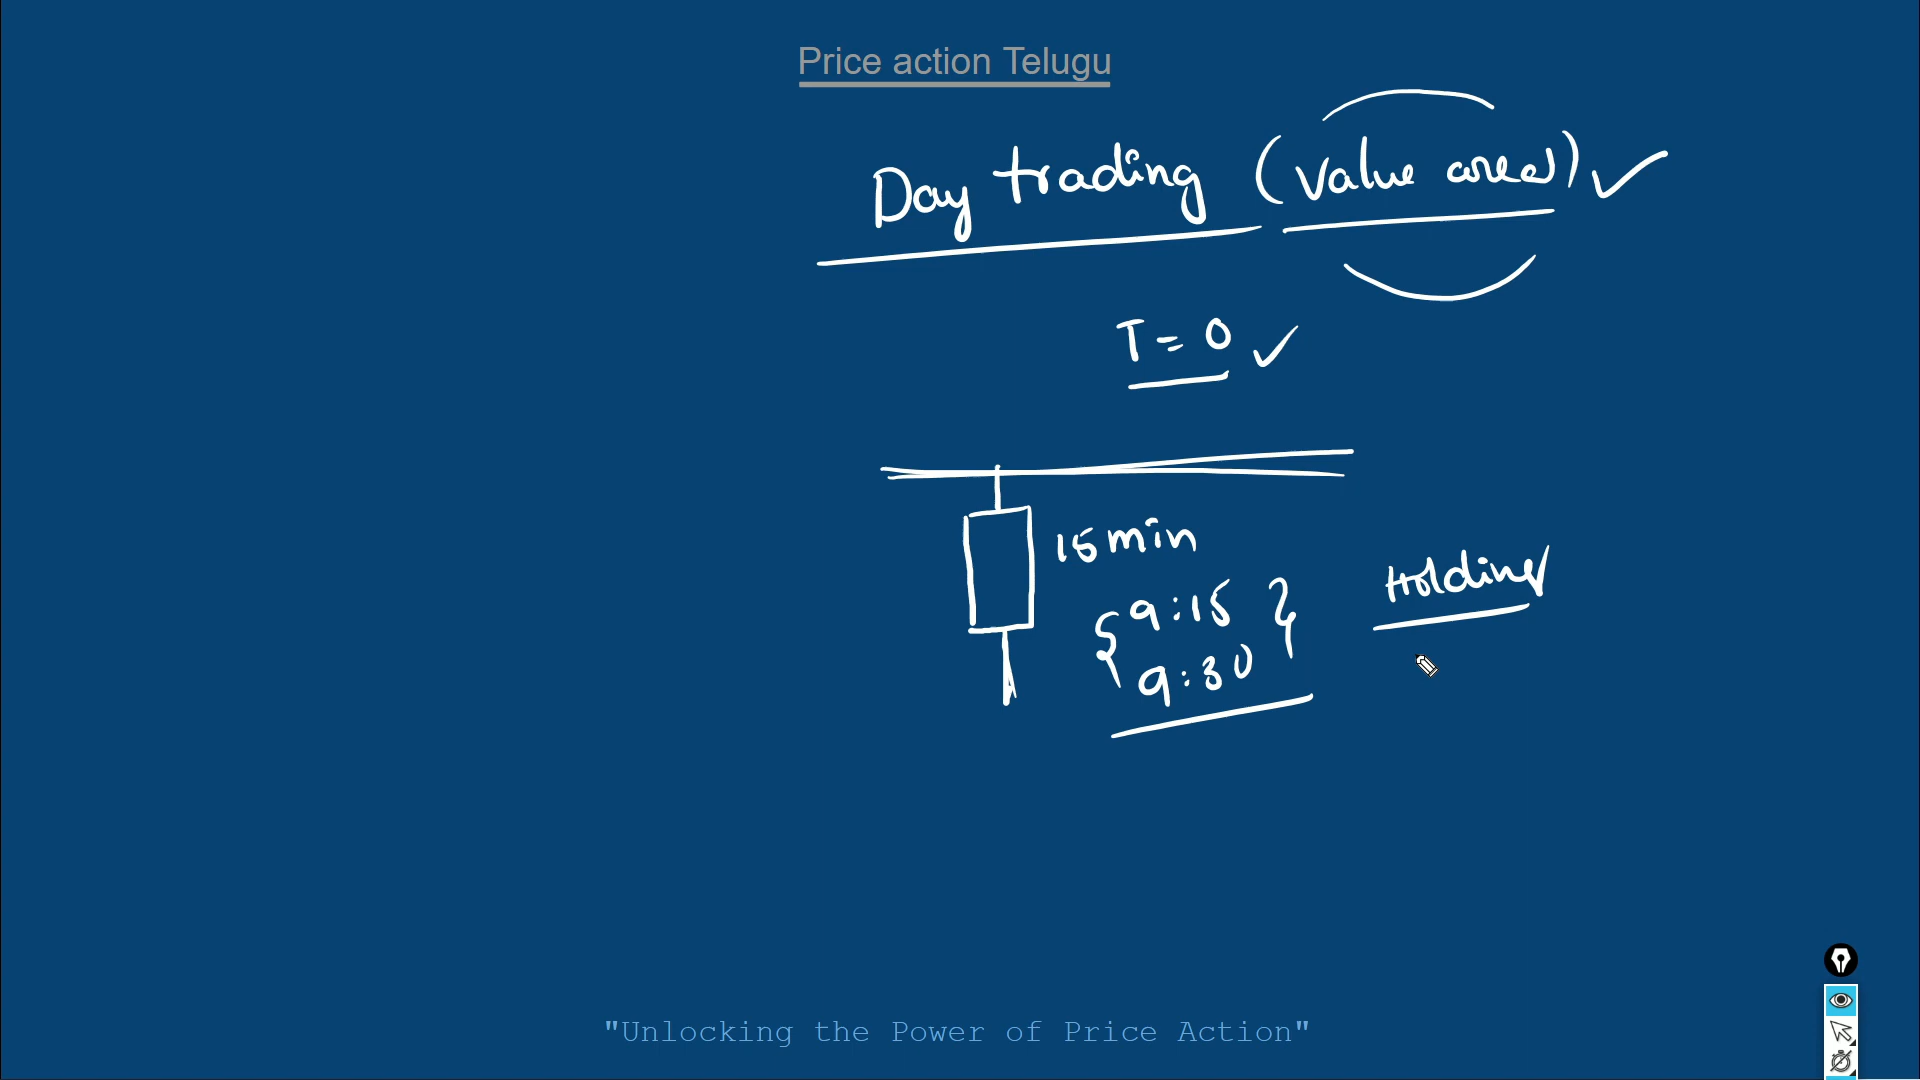 Price action Telugu
Day trading (value area)
T = 0
15 min
Holding
{9:15
9:30}
"Unlocking the Power of Price Action"